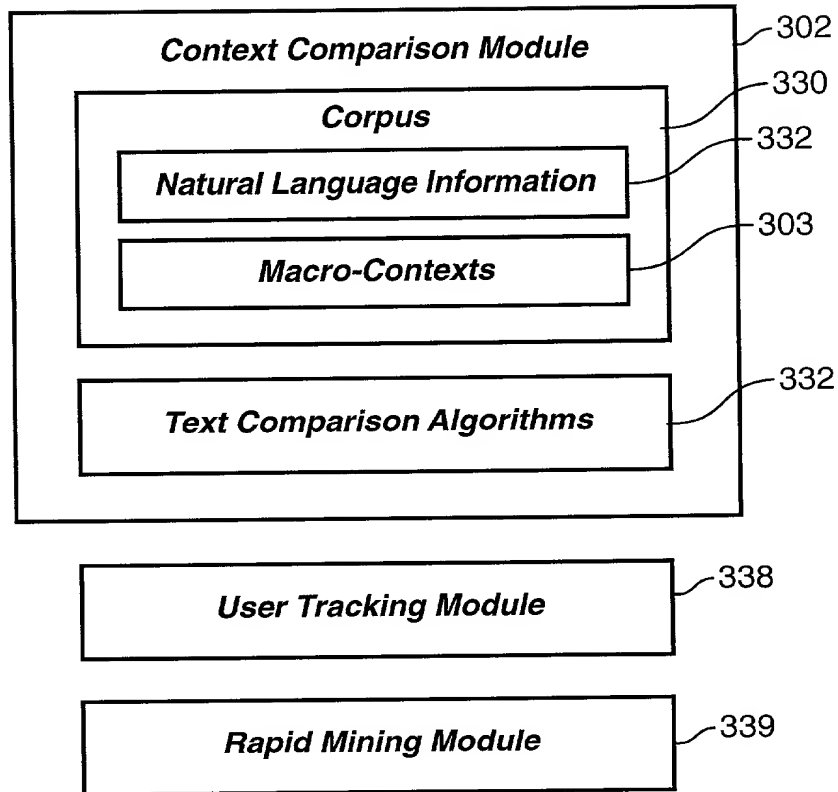 Context Comparison Module
302
Corpus
330
Natural Language Information
332
Macro-Contexts
303
Text Comparison Algorithms
332
User Tracking Module
338
Rapid Mining Module
339